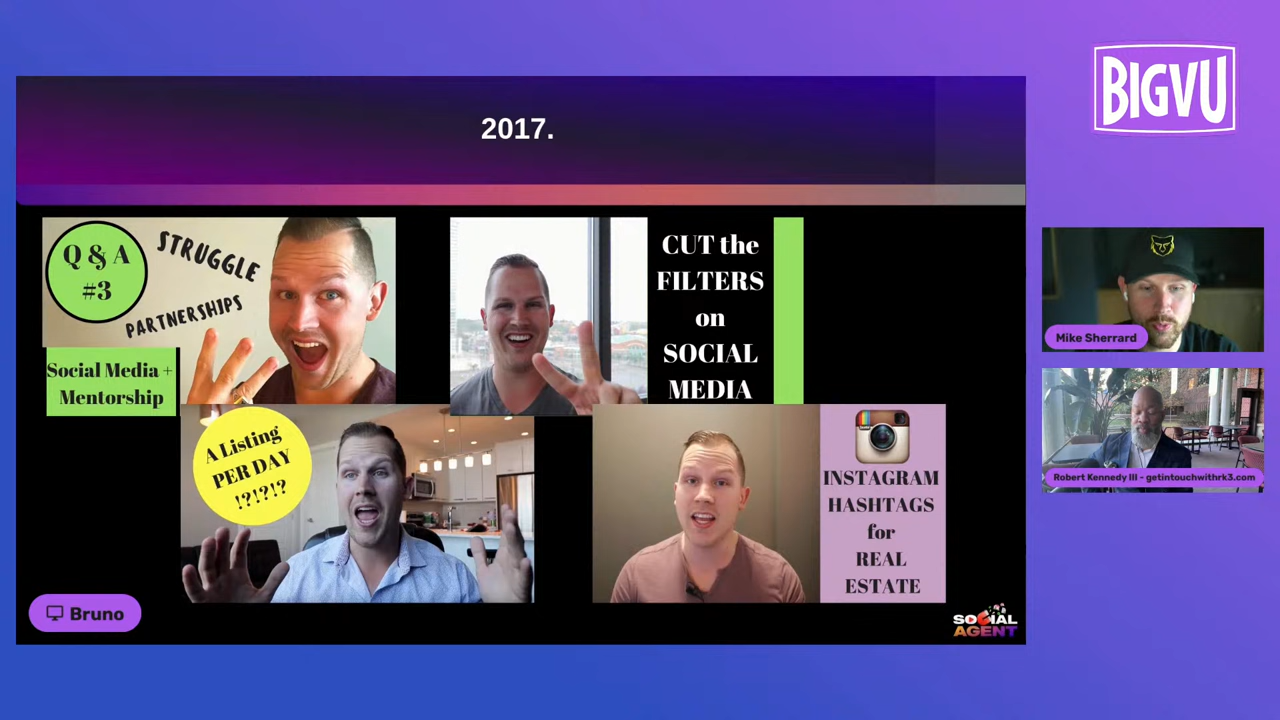 BIGVU
2017.
Q & A
#3
STRUGGLE
PARTNERSHIPS
Social Media +
Mentorship
CUT the
FILTERS
on
SOCIAL
MEDIA
A Listing
PER DAY
!?!?!?
INSTAGRAM
HASHTAGS
for
REAL
ESTATE
Mike Sherrard
Robert Kennedy III - getintouchwithrk3.com
Bruno
SOCIAL
AGENT